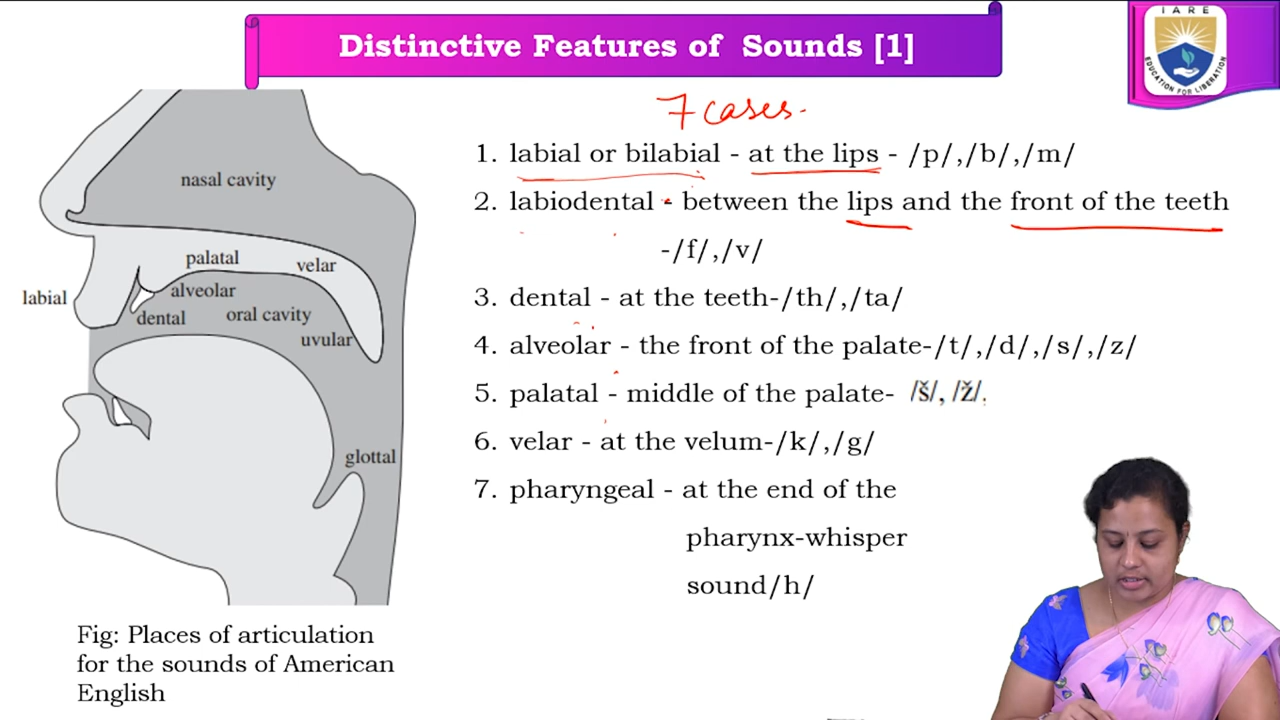 Distinctive Features of Sounds [1]
IARE
EDUCATION FOR LIBERATION
7 cases.
1. labial or bilabial - at the lips - /p/,/b/,/m/
2. labiodental - between the lips and the front of the teeth
-/f/,/v/
3. dental - at the teeth-/th/,/ta/
4. alveolar - the front of the palate-/t/,/d/,/s/,/z/
5. palatal - middle of the palate- /š/, /ž/.
6. velar - at the velum-/k/,/g/
7. pharyngeal - at the end of the
pharynx-whisper
sound/h/
nasal cavity
palatal
velar
labial
alveolar
dental
oral cavity
uvular
glottal
Fig: Places of articulation
for the sounds of American
English